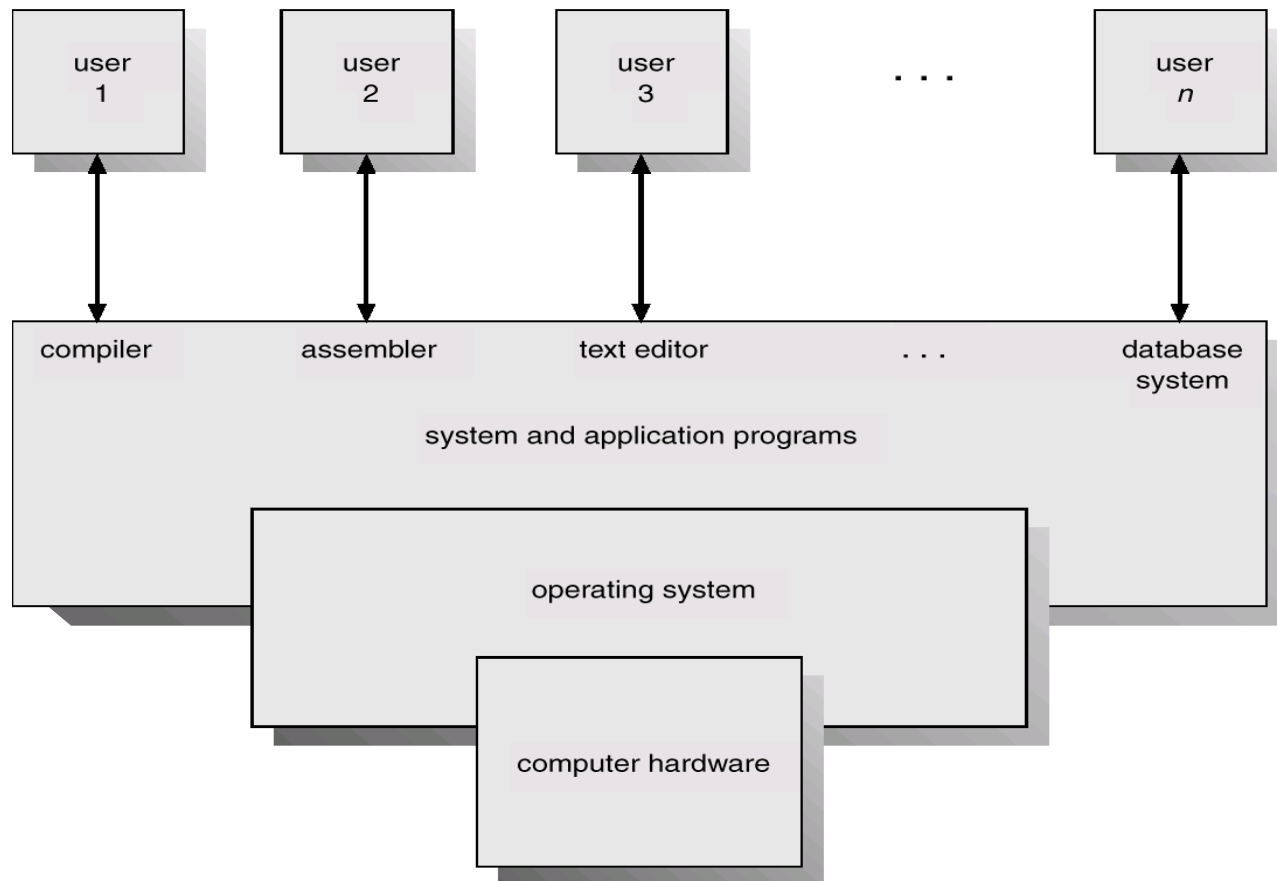 user
1
user
2
user
3
. . .
user
n
compiler
assembler
text editor
. . .
database
system
system and application programs
operating system
computer hardware